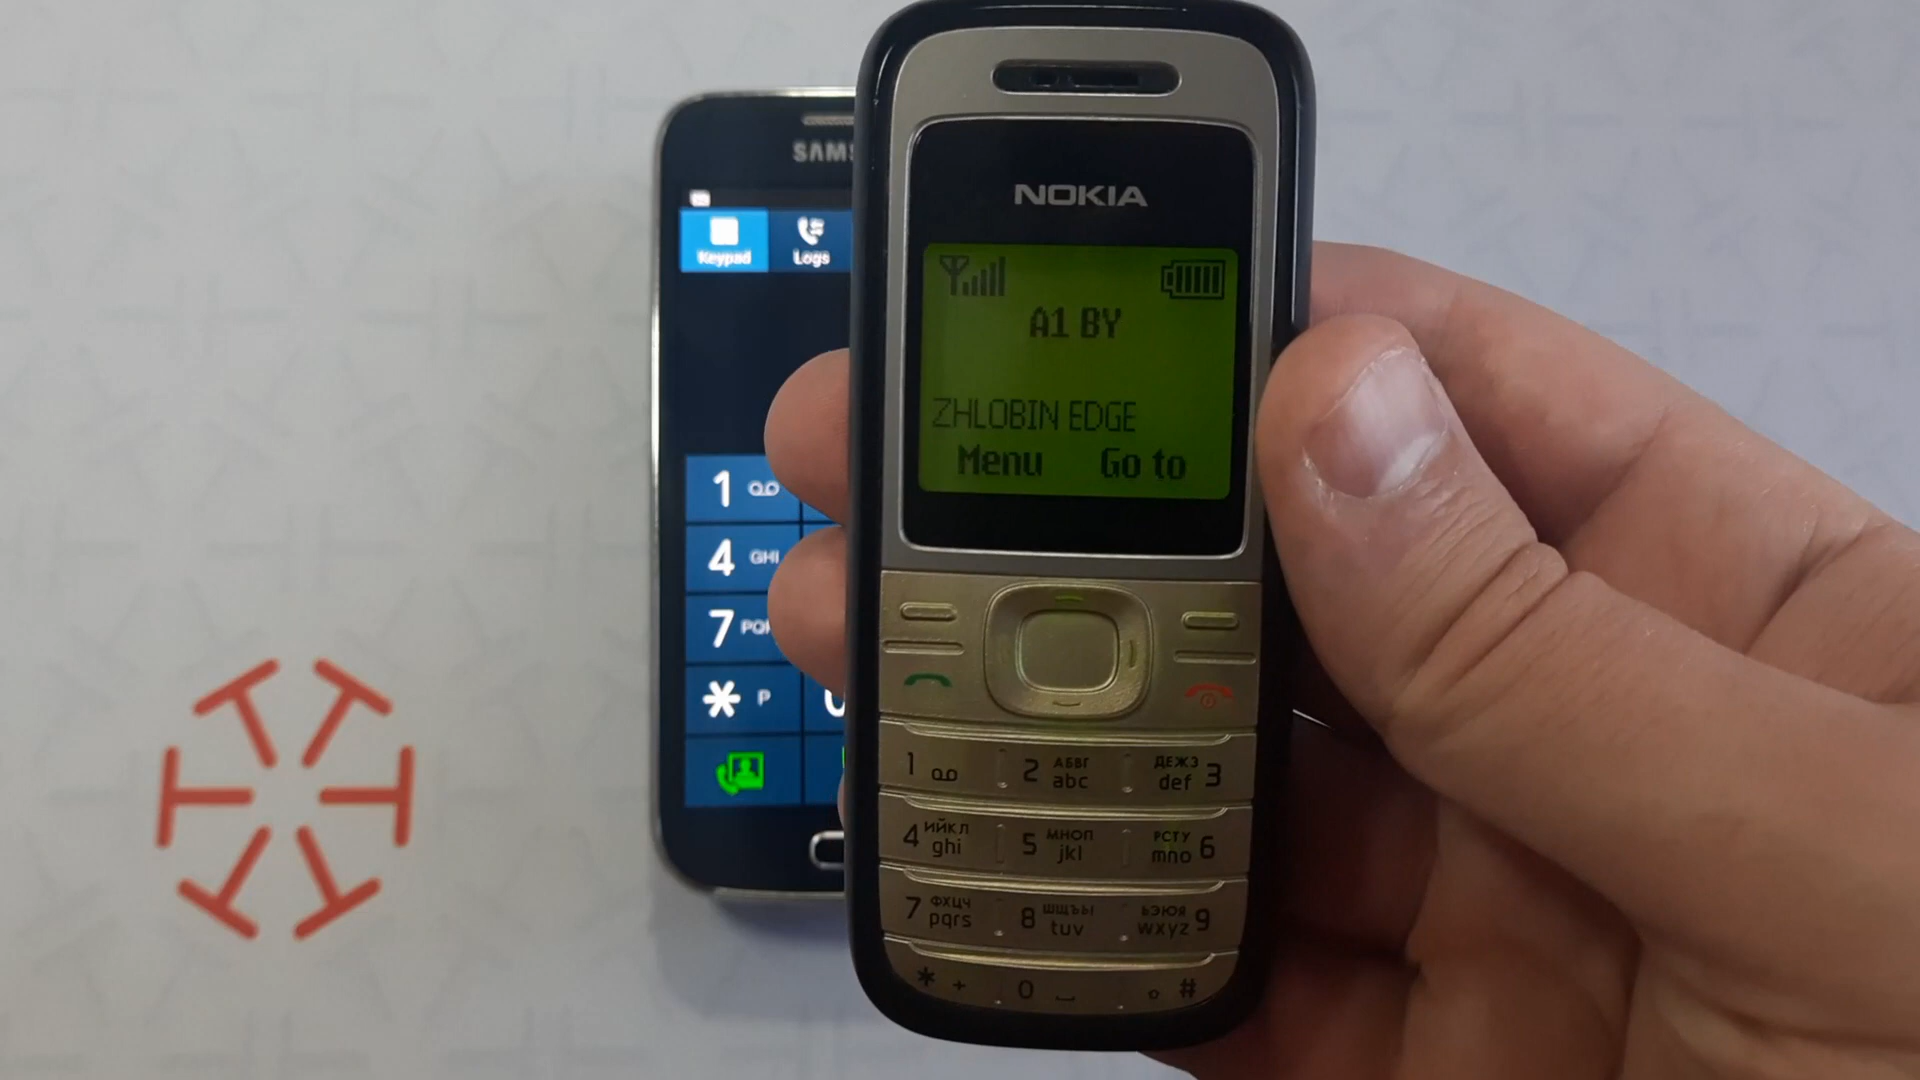 SAMS
Keypad
Logs
1
4 GHI
7 PQR
* P
NOKIA
A1 BY
ZHLOBIN EDGE
Menu Go to
1 2 АБВГ abc ДЕЖЗ def 3
4 ИЙКЛ ghi 5 МНОП jkl РСТУ mno 6
7 ФХЦЧ pqrs 8 ШЩЪЫ tuv ЬЭЮЯ wxyz 9
* + 0 #